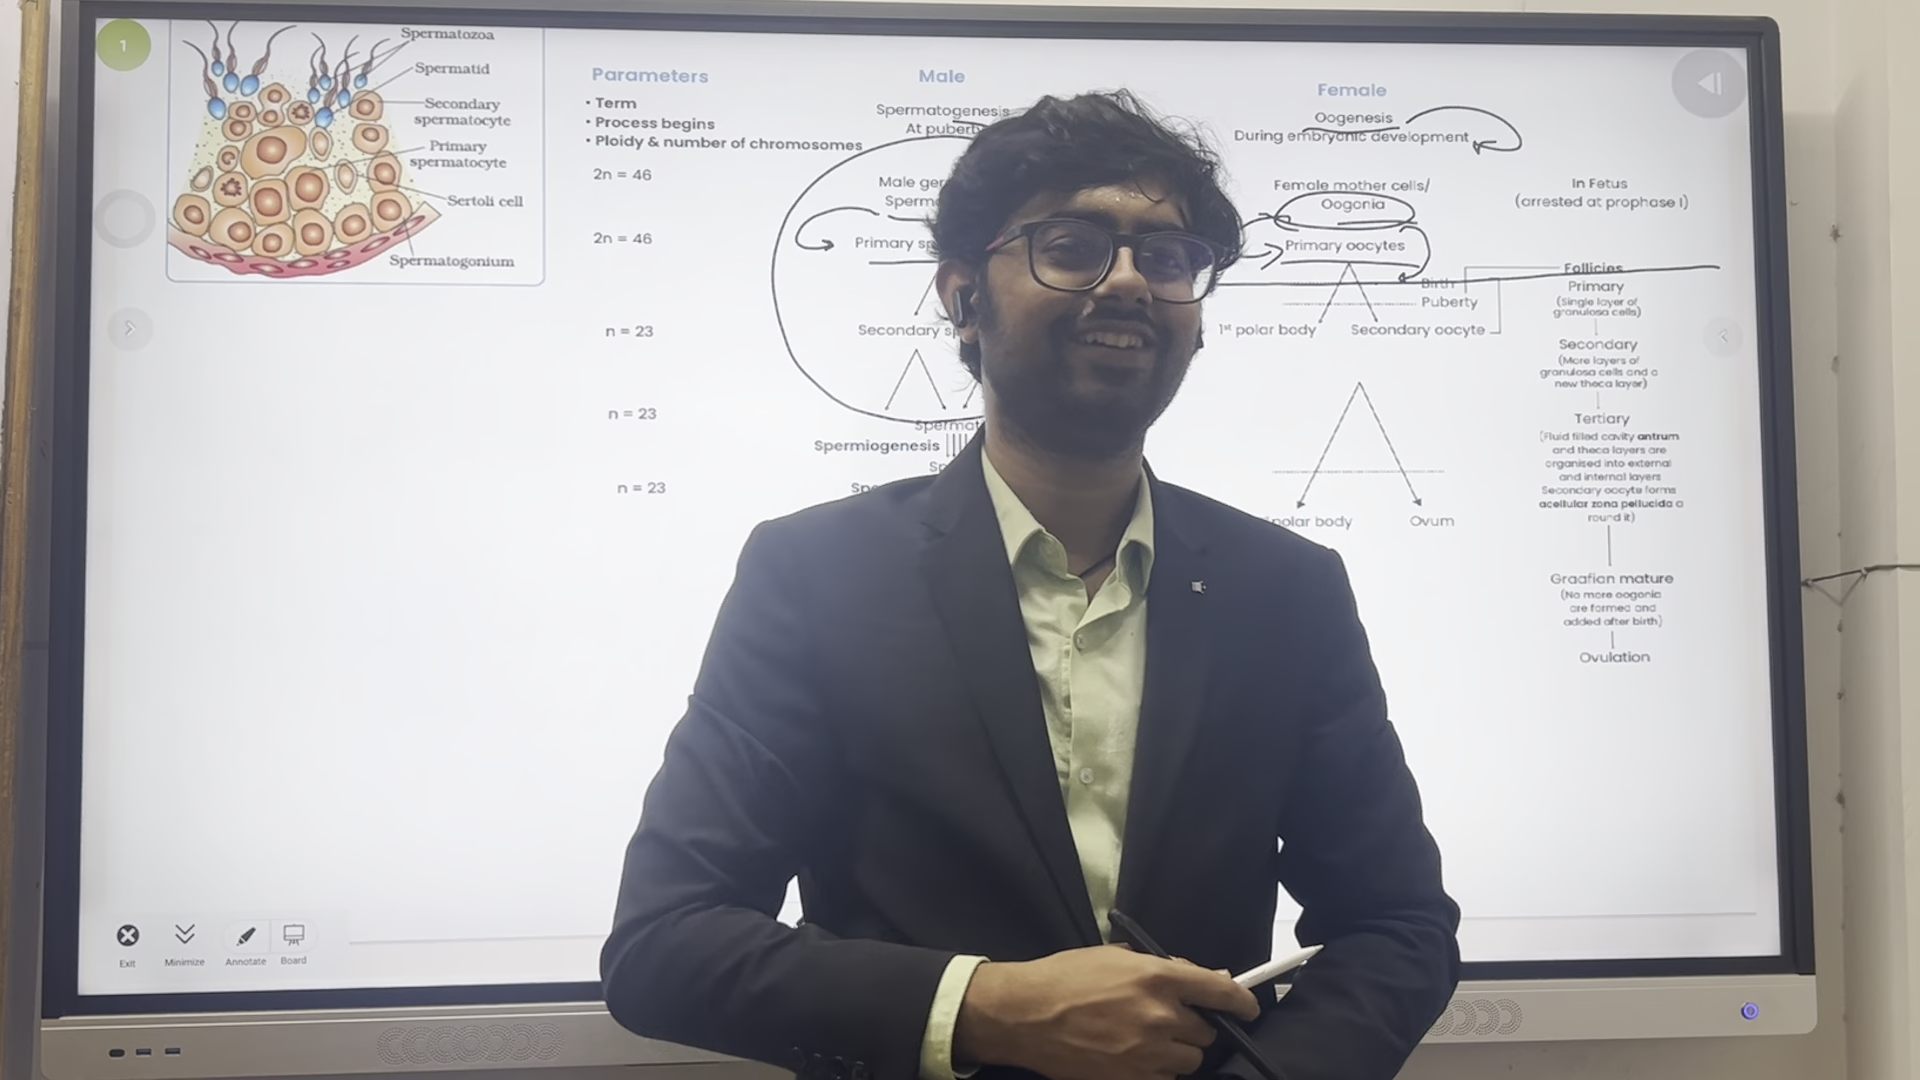 1
Spermatozoa
Spermatid
Secondary
spermatocyte
Primary
spermatocyte
Sertoli cell
Spermatogonium
Parameters
• Term
• Process begins
• Ploidy & number of chromosomes
2n = 46
2n = 46
n = 23
n = 23
n = 23
Male
Spermatogenesis
At puberty
Male
Primary
Secondary
Spermiogenesis
Female
Oogenesis
During embryonic development
Female mother cells/
Oogonia
Primary oocytes
Birth
Puberty
1st polar body
Secondary oocyte
polar body
Ovum
In Fetus
(arrested at prophase I)
Follicles
Primary
(Single layer of
granulosa cells)
Secondary
(More layers of
granulosa cells and a
new theca layer)
Tertiary
(Fluid filled cavity antrum
and theca layers are
organised into external
and internal layers
Secondary oocyte forms
acellular zona pellucida a
round it)
Graafian mature
(No more oogonia
are formed and
added after birth)
Ovulation
Exit
Minimize
Annotate
Board